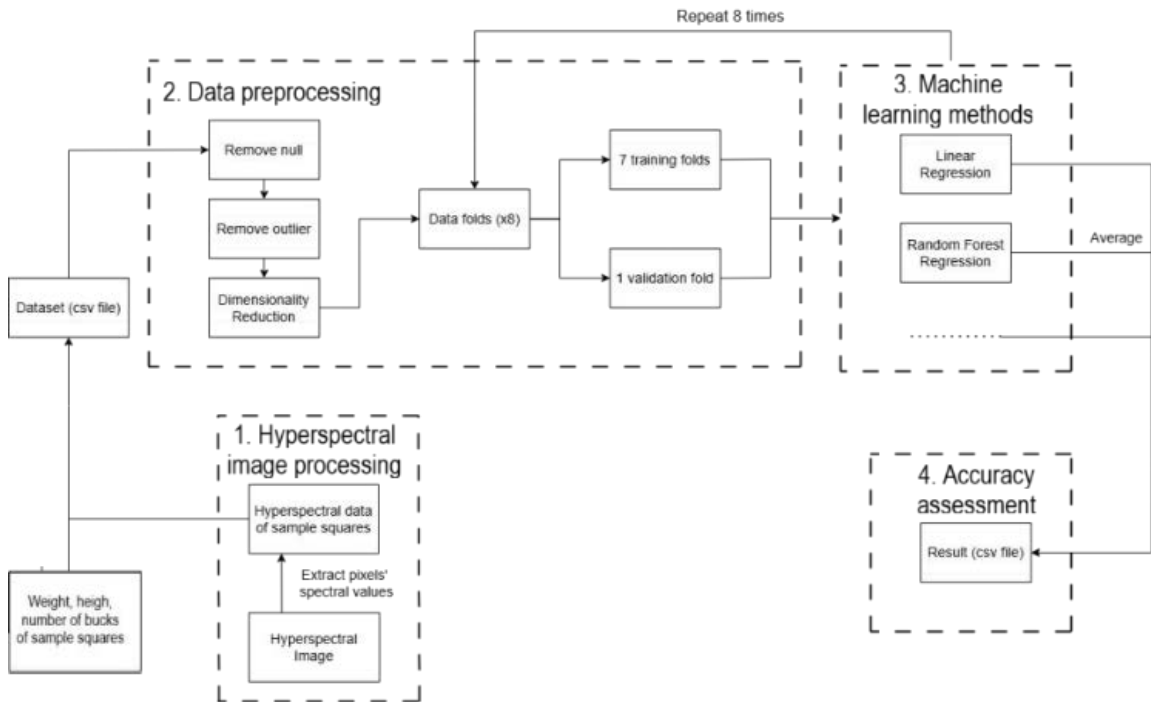 Repeat 8 times
2. Data preprocessing
Remove null
Remove outlier
Dimensionality
Reduction
Data folds (x8)
7 training folds
1 validation fold
3. Machine
learning methods
Linear
Regression
Random Forest
Regression
Average
Dataset (csv file)
1. Hyperspectral
image processing
Hyperspectral data
of sample squares
Extract pixels'
spectral values
Hyperspectral
Image
Weight, heigh,
number of bucks
of sample squares
4. Accuracy
assessment
Result (csv file)